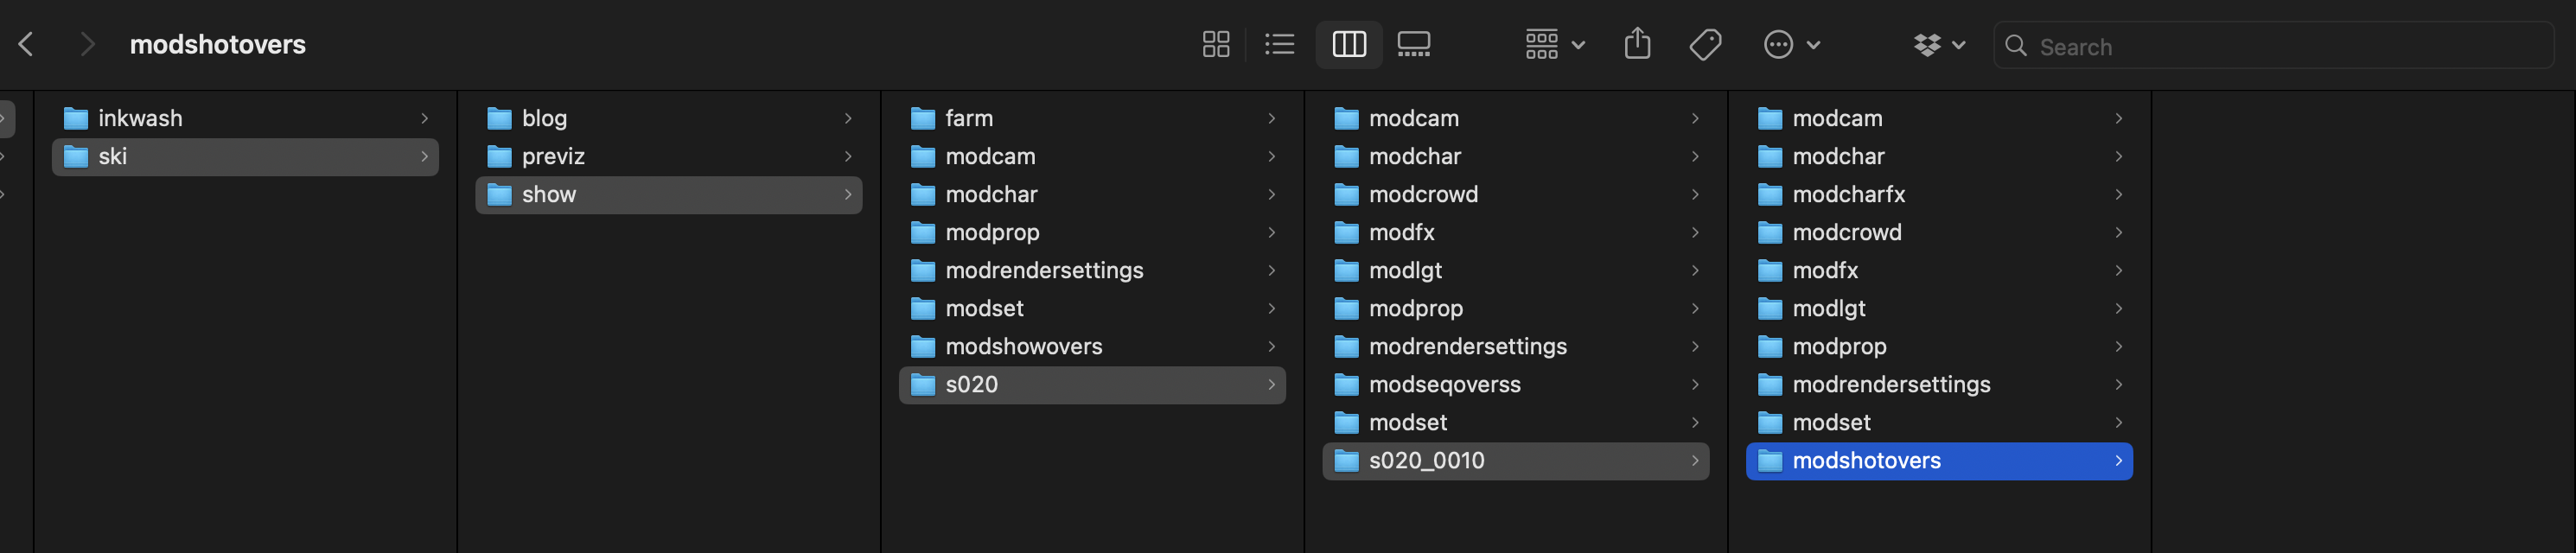 modshotovers
Search
inkwash
ski
blog
previz
show
farm
modcam
modchar
modprop
modrendersettings
modset
modshowovers
s020
modcam
modchar
modcrowd
modfx
modlgt
modprop
modrendersettings
modseqoverss
modset
s020_0010
modcam
modchar
modcharfx
modcrowd
modfx
modlgt
modprop
modrendersettings
modset
modshotovers